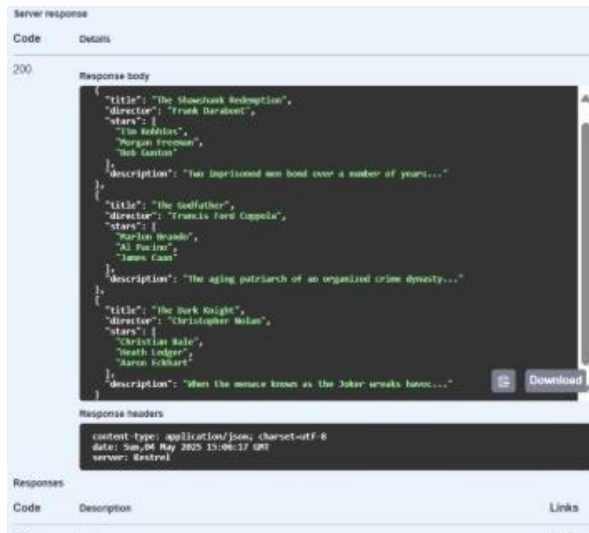 Server response
Code Details
200
Response body
{
"title": "The Shawshank Redemption",
"director": "Frank Darabont",
"stars": [
"Tim Robbins",
"Morgan Freeman",
"Bob Gunton"
],
"description": "Two imprisoned men bond over a number of years..."
},
{
"title": "The Godfather",
"director": "Francis Ford Coppola",
"stars": [
"Marlon Brando",
"Al Pacino",
"James Caan"
],
"description": "The aging patriarch of an organized crime dynasty..."
},
{
"title": "The Dark Knight",
"director": "Christopher Nolan",
"stars": [
"Christian Bale",
"Heath Ledger",
"Aaron Eckhart"
],
"description": "When the menace known as the Joker wreaks havoc..."
}
Download
Response headers
content-type: application/json; charset=utf-8
date: Sun,04 May 2025 15:06:17 GMT
server: Kestrel
Responses
Code Description Links